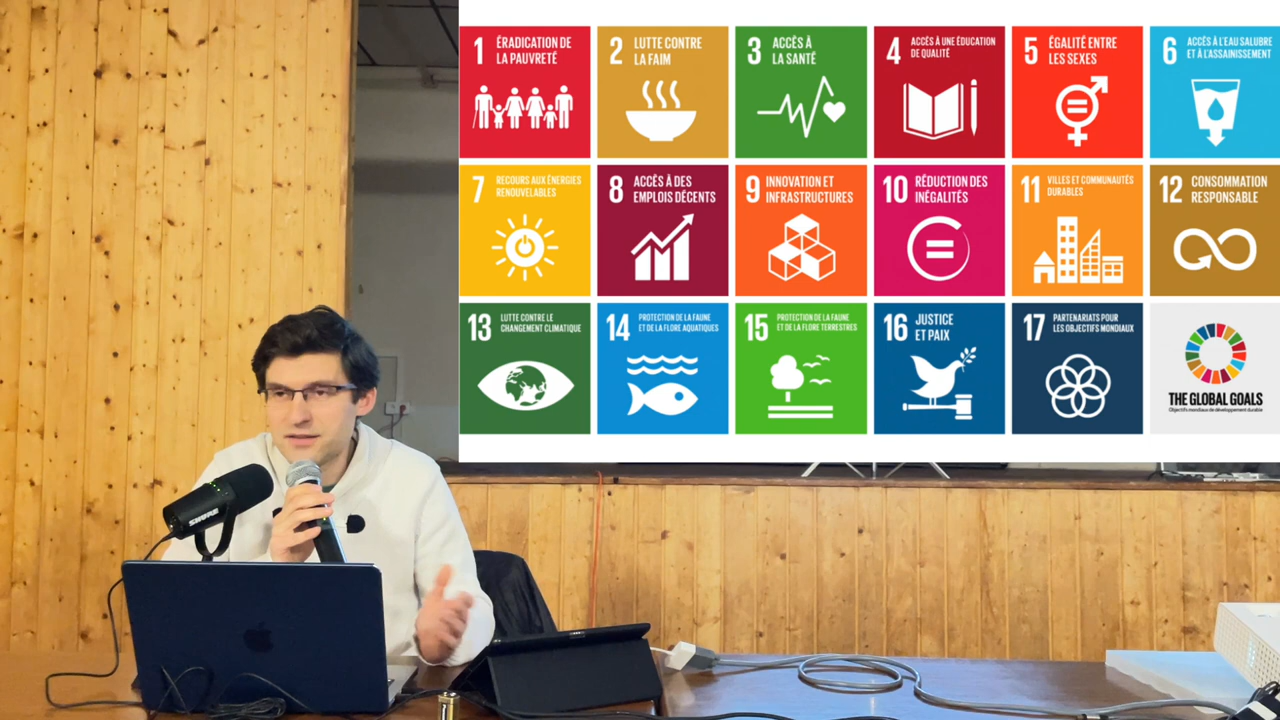 1 ÉRADICATION DE
LA PAUVRETÉ
2 LUTTE CONTRE
LA FAIM
3 ACCÈS À
LA SANTÉ
4 ACCÈS À UNE ÉDUCATION
DE QUALITÉ
5 ÉGALITÉ ENTRE
LES SEXES
6 ACCÈS À L'EAU SALUBRE
ET À L'ASSAINISSEMENT
7 RECOURS AUX ÉNERGIES
RENOUVELABLES
8 ACCÈS À DES
EMPLOIS DÉCENTS
9 INNOVATION ET
INFRASTRUCTURES
10 RÉDUCTION DES
INÉGALITÉS
11 VILLES ET COMMUNAUTÉS
DURABLES
12 CONSOMMATION
RESPONSABLE
13 LUTTE CONTRE LE
CHANGEMENT CLIMATIQUE
14 PROTECTION DE LA FAUNE
ET DE LA FLORE AQUATIQUES
15 PROTECTION DE LA FAUNE
ET DE LA FLORE TERRESTRES
16 JUSTICE
ET PAIX
17 PARTENARIATS POUR
LES OBJECTIFS MONDIAUX
THE GLOBAL GOALS
Objectifs mondiaux de développement durable
SHURE